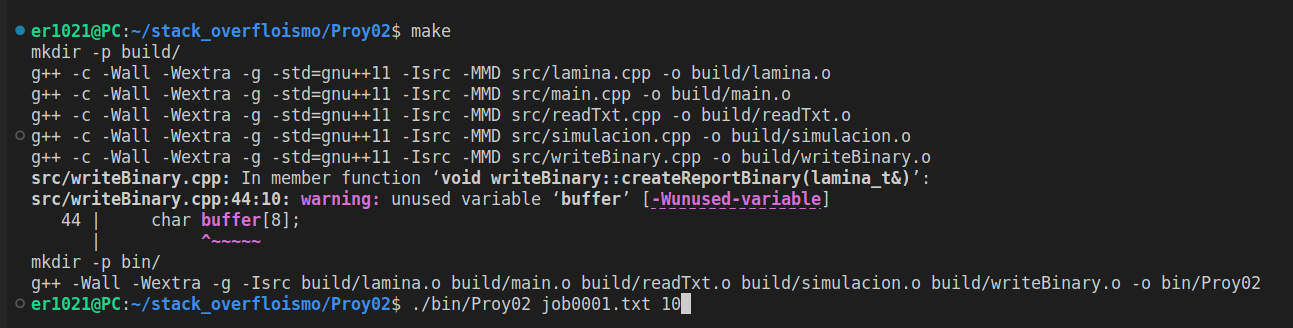 er1021@PC:~/stack_overfloismo/Proy02$ make
mkdir -p build/
g++ -c -Wall -Wextra -g -std=gnu++11 -Isrc -MMD src/lamina.cpp -o build/lamina.o
g++ -c -Wall -Wextra -g -std=gnu++11 -Isrc -MMD src/main.cpp -o build/main.o
g++ -c -Wall -Wextra -g -std=gnu++11 -Isrc -MMD src/readTxt.cpp -o build/readTxt.o
g++ -c -Wall -Wextra -g -std=gnu++11 -Isrc -MMD src/simulacion.cpp -o build/simulacion.o
g++ -c -Wall -Wextra -g -std=gnu++11 -Isrc -MMD src/writeBinary.cpp -o build/writeBinary.o
src/writeBinary.cpp: In member function ‘void writeBinary::createReportBinary(lamina_t&)’:
src/writeBinary.cpp:44:10: warning: unused variable ‘buffer’ [-Wunused-variable]
   44 |     char buffer[8];
      |          ^~~~~~
mkdir -p bin/
g++ -Wall -Wextra -g -Isrc build/lamina.o build/main.o build/readTxt.o build/simulacion.o build/writeBinary.o -o bin/Proy02
er1021@PC:~/stack_overfloismo/Proy02$ ./bin/Proy02 job0001.txt 10